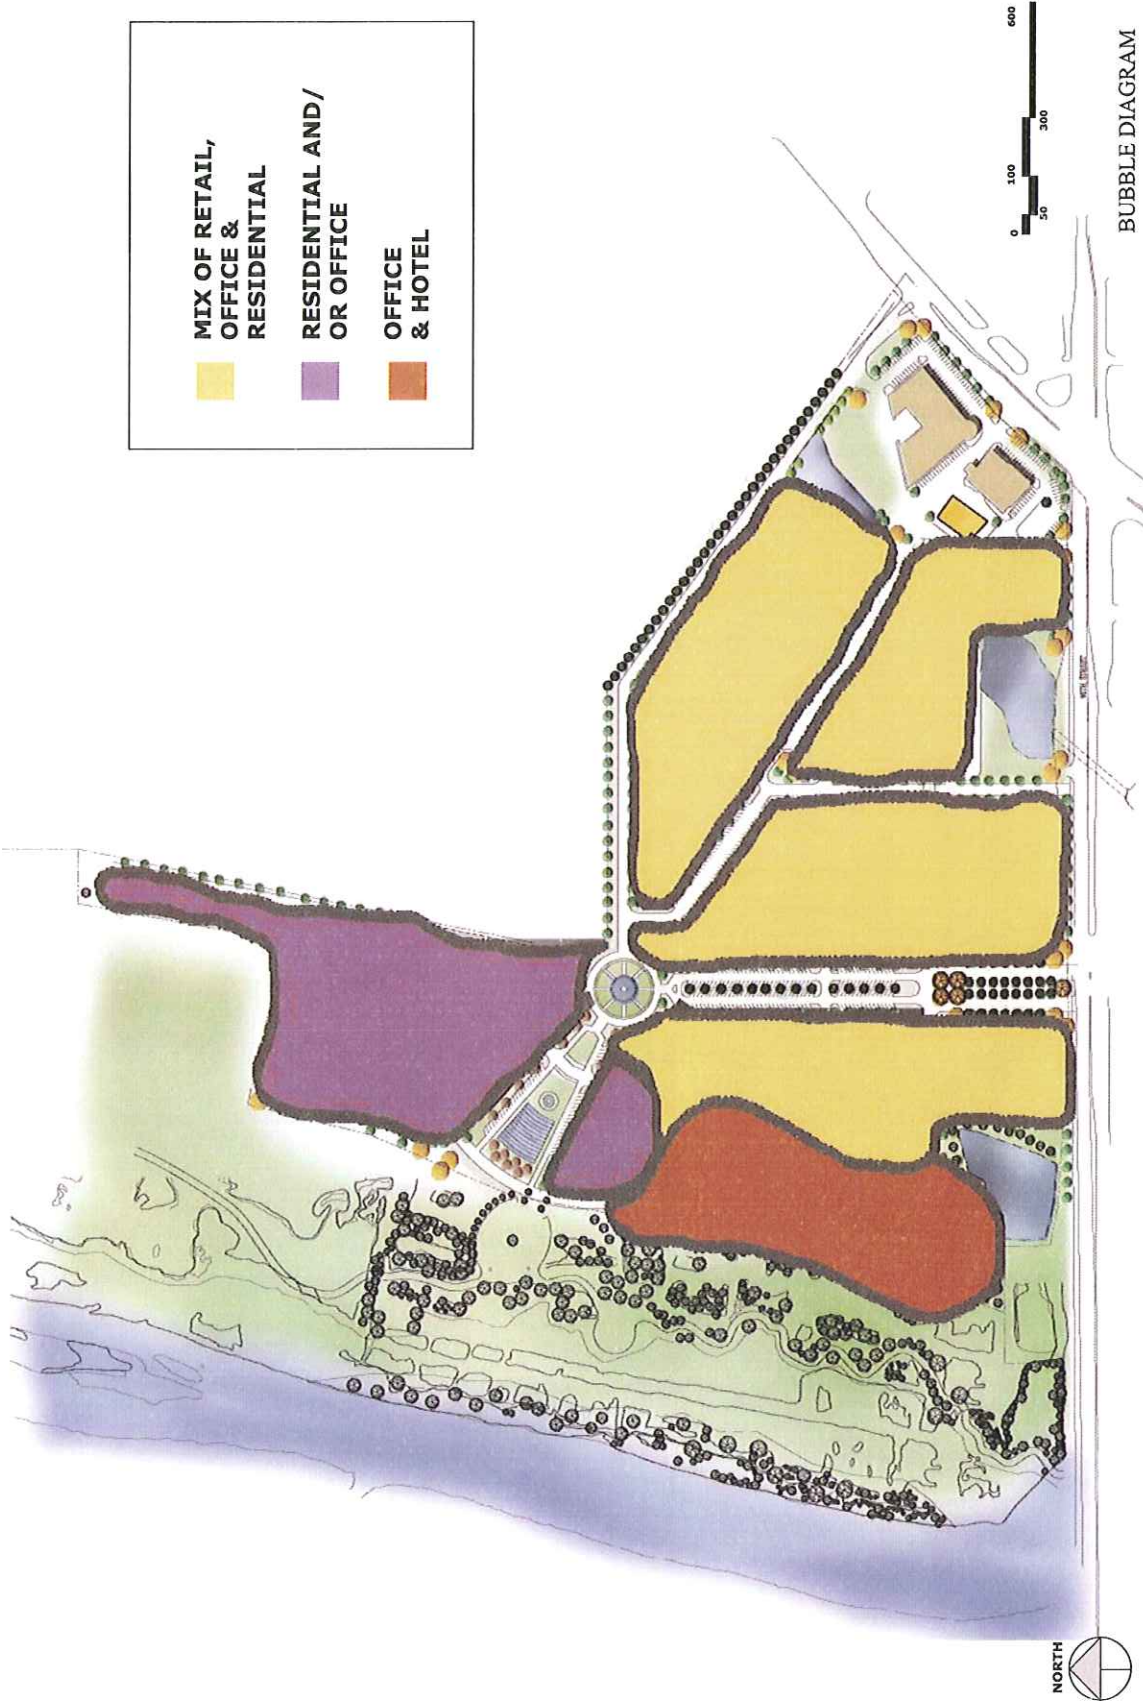 MIX OF RETAIL,
OFFICE &
RESIDENTIAL
RESIDENTIAL AND/
OR OFFICE
OFFICE
& HOTEL
NORTH
0 100 600
50 300
BUBBLE DIAGRAM